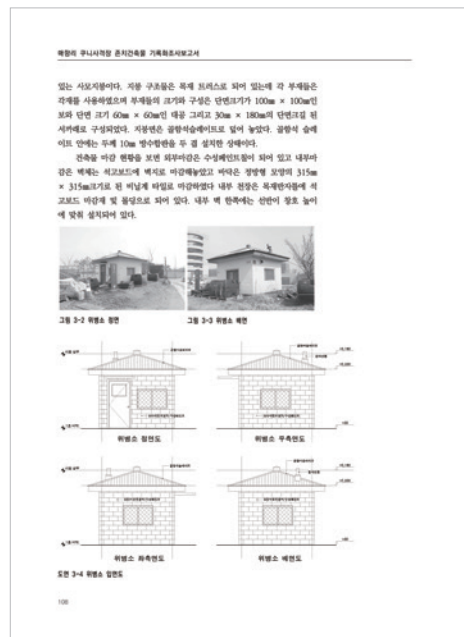 매향리 쿠니사격장 존치건축물 기록화조사보고서
있는 사모지붕이다. 지붕 구조물은 목재 트러스로 되어 있는데 각 부재들은
각재를 사용하였으며 부재들의 크기와 구성은 단면크기가 100㎜ × 100㎜인
보와 단면 크기 60㎜ × 60㎜인 대공 그리고 30㎜ × 180㎜의 단면크길 된
서까래로 구성되었다. 지붕면은 골함석슬레이트로 덮어 놓았다. 골함석 슬레
이트 안에는 두께 10㎜ 방수합판을 두 겹 설치한 상태이다.
건축물 마감 현황을 보면 외부마감은 수성페인트칠이 되어 있고 내부마
감은 벽체는 석고보드에 벽지로 마감해놓았고 바닥은 정방형 모양의 315㎜
× 315㎜크기로 된 비닐계 타일로 마감하였다 내부 천장은 목재반자틀에 석
고보드 마감재 및 몰딩으로 되어 있다. 내부 벽 한쪽에는 선반이 창호 높이
에 맞춰 설치되어 있다.
그림 3-2 위병소 정면
그림 3-3 위병소 배면
위병소 정면도
위병소 우측면도
위병소 좌측면도
위병소 배면도
도면 3-4 위병소 입면도